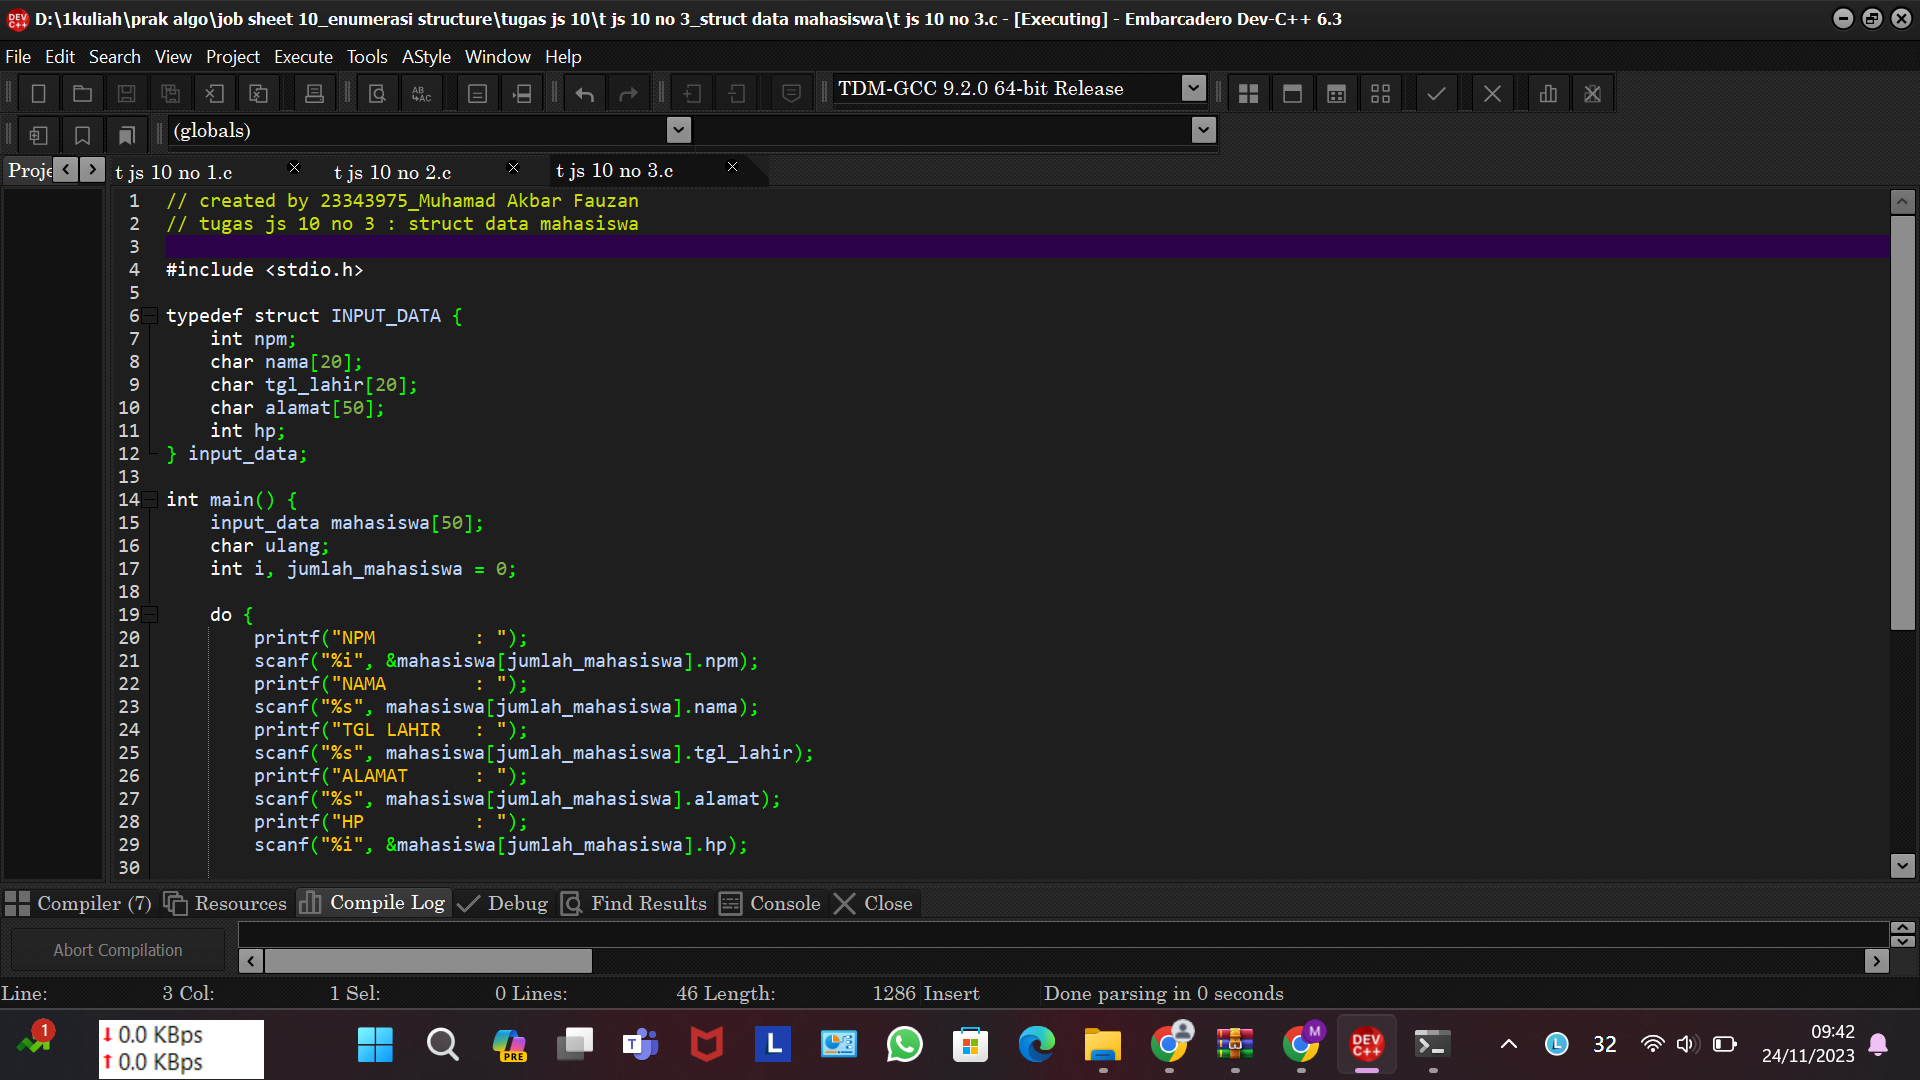 D:\1kuliah\prak algo\job sheet 10_enumerasi structure\tugas js 10\t js 10 no 3_struct data mahasiswa\t js 10 no 3.c - [Executing] - Embarcadero Dev-C++ 6.3
File Edit Search View Project Execute Tools AStyle Window Help
TDM-GCC 9.2.0 64-bit Release
(globals)
Proje t js 10 no 1.c t js 10 no 2.c t js 10 no 3.c
1 // created by 23343975_Muhamad Akbar Fauzan
2 // tugas js 10 no 3 : struct data mahasiswa
3
4 #include <stdio.h>
5
6 typedef struct INPUT_DATA {
7     int npm;
8     char nama[20];
9     char tgl_lahir[20];
10     char alamat[50];
11     int hp;
12 } input_data;
13
14 int main() {
15     input_data mahasiswa[50];
16     char ulang;
17     int i, jumlah_mahasiswa = 0;
18
19     do {
20         printf("NPM         : ");
21         scanf("%i", &mahasiswa[jumlah_mahasiswa].npm);
22         printf("NAMA        : ");
23         scanf("%s", mahasiswa[jumlah_mahasiswa].nama);
24         printf("TGL LAHIR   : ");
25         scanf("%s", mahasiswa[jumlah_mahasiswa].tgl_lahir);
26         printf("ALAMAT      : ");
27         scanf("%s", mahasiswa[jumlah_mahasiswa].alamat);
28         printf("HP          : ");
29         scanf("%i", &mahasiswa[jumlah_mahasiswa].hp);
30
Compiler (7) Resources Compile Log Debug Find Results Console Close
Abort Compilation
Line: 3 Col: 1 Sel: 0 Lines: 46 Length: 1286 Insert Done parsing in 0 seconds
1
0.0 KBps
0.0 KBps
PRE
T
L
M
DEV C++
L
32
09:42
24/11/2023